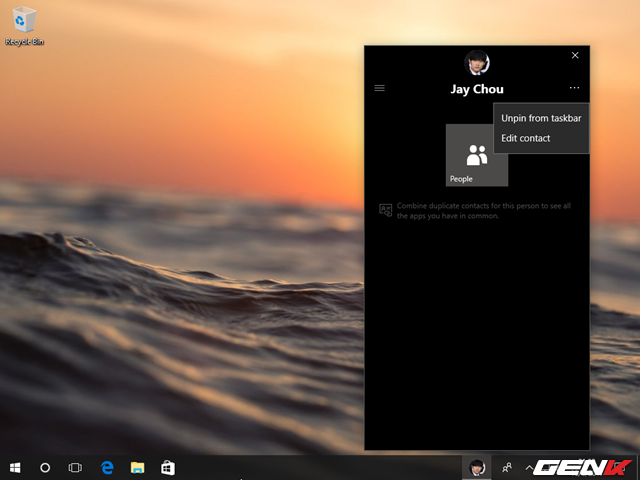 Recycle Bin
Jay Chou
Unpin from taskbar
Edit contact
People
Combine duplicate contacts for this person to see all
the apps you have in common.
GENK